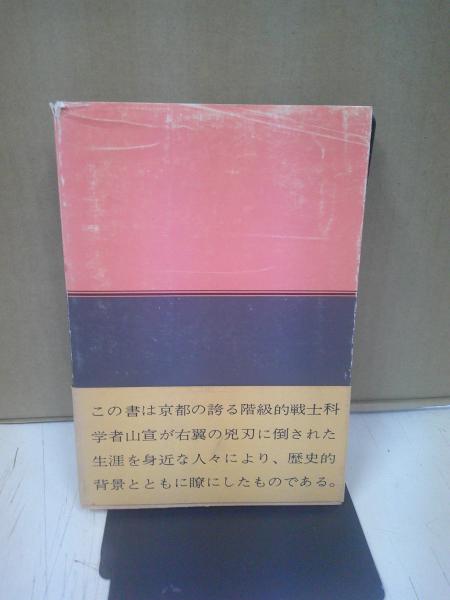 この書は京都の誇る階級的戦士科
学者山宣が右翼の兇刃に倒された
生涯を身近な人々により、歴史的
背景とともに瞭にしたものである。